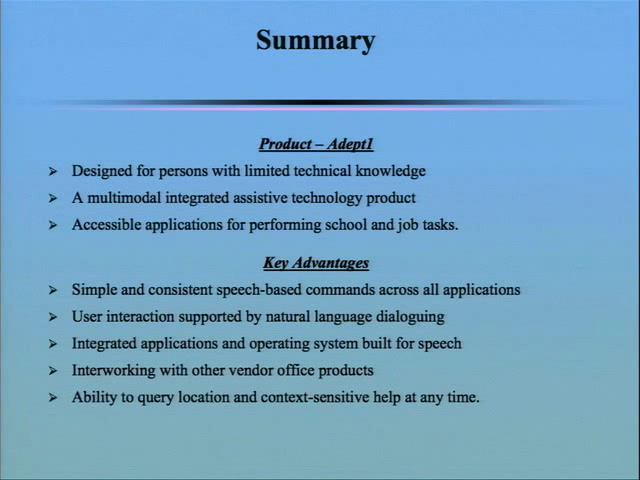 Summary
Product – Adept1
➢ Designed for persons with limited technical knowledge
➢ A multimodal integrated assistive technology product
➢ Accessible applications for performing school and job tasks.
Key Advantages
➢ Simple and consistent speech-based commands across all applications
➢ User interaction supported by natural language dialoguing
➢ Integrated applications and operating system built for speech
➢ Interworking with other vendor office products
➢ Ability to query location and context-sensitive help at any time.